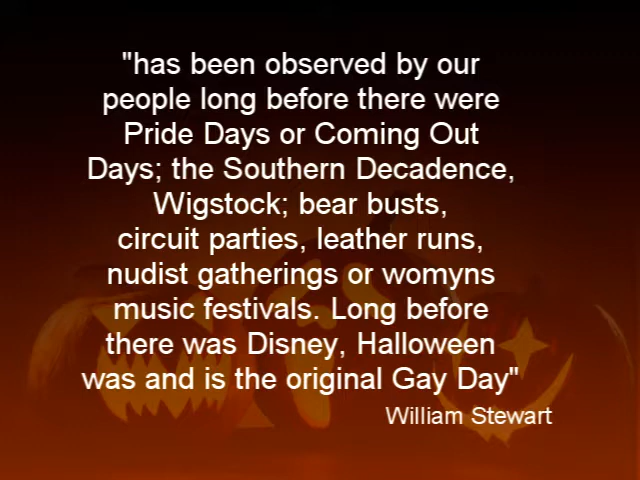 "has been observed by our
people long before there were
Pride Days or Coming Out
Days; the Southern Decadence,
Wigstock; bear busts,
circuit parties, leather runs,
nudist gatherings or womyns
music festivals. Long before
there was Disney, Halloween
was and is the original Gay Day"
William Stewart